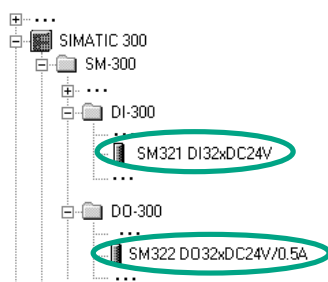 ...
SIMATIC 300
SM-300
...
DI-300
...
SM321 DI32xDC24V
...
DO-300
...
SM322 DO32xDC24V/0.5A
...